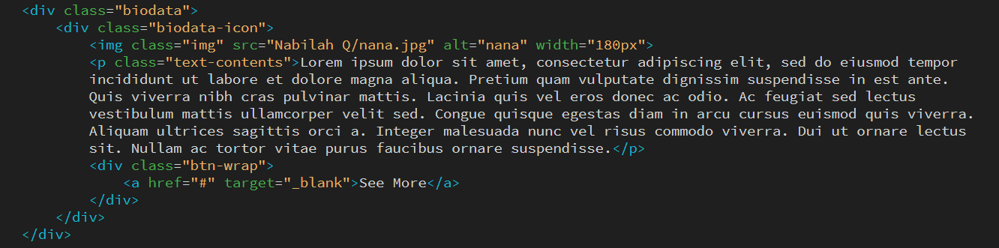 <div class="biodata">
<div class="biodata-icon">
<img class="img" src="Nabilah Q/nana.jpg" alt="nana" width="180px">
<p class="text-contents">Lorem ipsum dolor sit amet, consectetur adipiscing elit, sed do eiusmod tempor
incididunt ut labore et dolore magna aliqua. Pretium quam vulputate dignissim suspendisse in est ante.
Quis viverra nibh cras pulvinar mattis. Lacinia quis vel eros donec ac odio. Ac feugiat sed lectus
vestibulum mattis ullamcorper velit sed. Congue quisque egestas diam in arcu cursus euismod quis viverra.
Aliquam ultrices sagittis orci a. Integer malesuada nunc vel risus commodo viverra. Dui ut ornare lectus
sit. Nullam ac tortor vitae purus faucibus ornare suspendisse.</p>
<div class="btn-wrap">
<a href="#" target="_blank">See More</a>
</div>
</div>
</div>